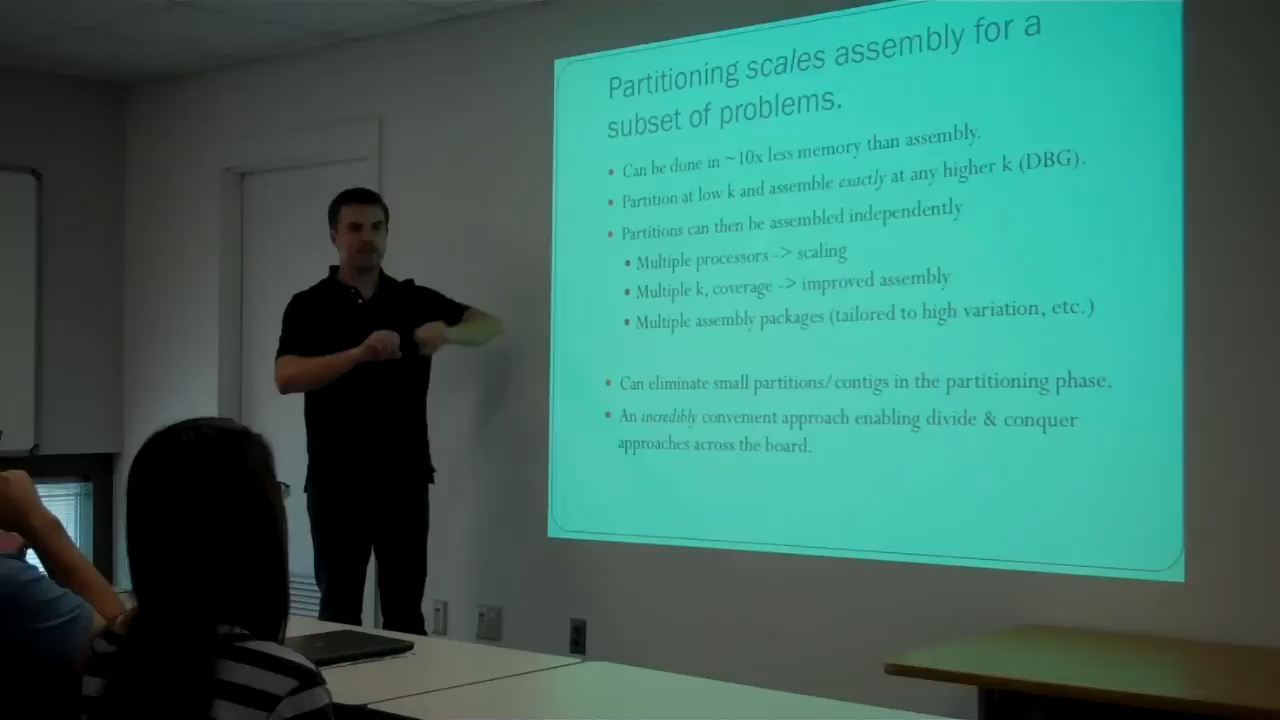 Partitioning scales assembly for a
subset of problems.
• Can be done in ~10x less memory than assembly.
• Partition at low k and assemble exactly at any higher k (DBG).
• Partitions can then be assembled independently
• Multiple processors -> scaling
• Multiple k, coverage -> improved assembly
• Multiple assembly packages (tailored to high variation, etc.)
• Can eliminate small partitions/contigs in the partitioning phase.
• An incredibly convenient approach enabling divide & conquer
approaches across the board.